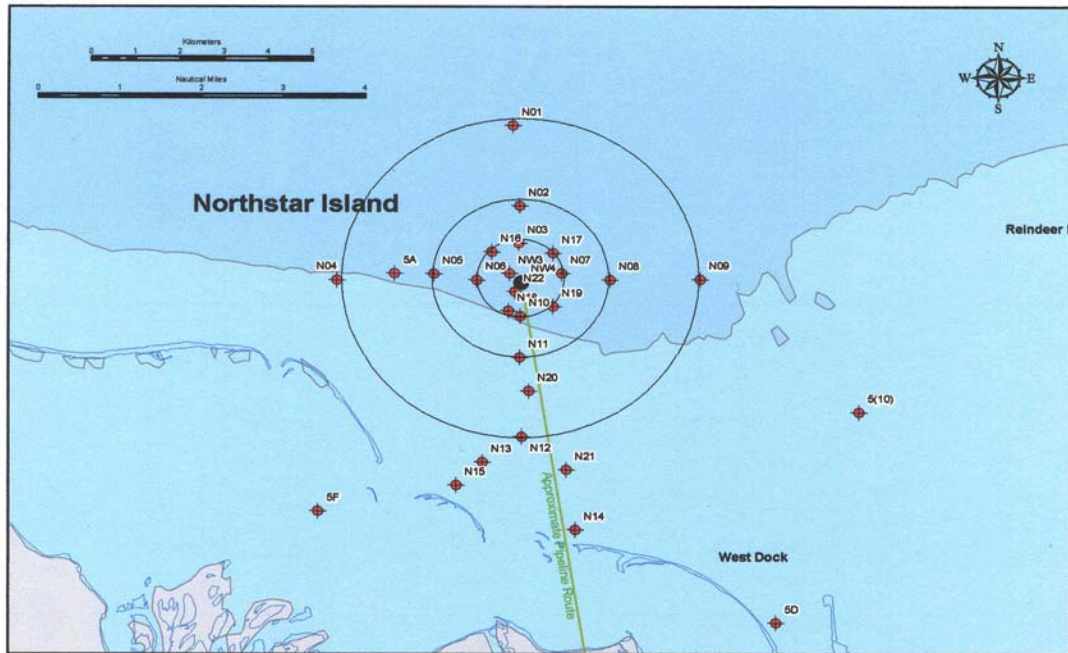 Kilometers
0 1 2 3 4 5
Nautical Miles
0 1 2 3 4
N
W E
S
N01
Northstar Island
N02
Reindeer
N03
N16
N17
N04
5A
N05
N06
NW3
NW4
N07
N08
N09
N22
N18
N19
N10
N11
N20
5(10)
N12
N13
N21
N15
5F
N14
Approximate Pipeline Route
West Dock
5D